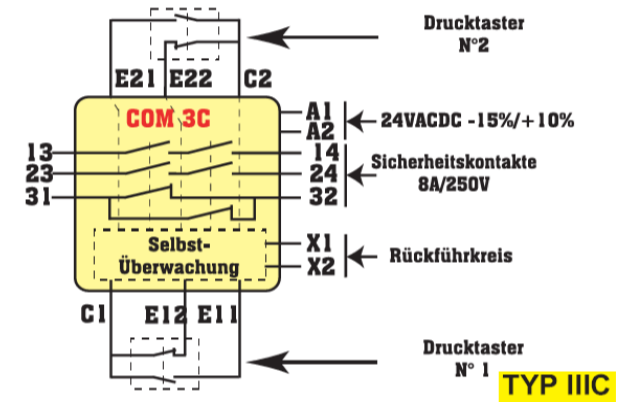 Drucktaster
N°2
E21 E22 C2
COM 3C
A1
A2
24VACDC -15%/+10%
13
14
23
24
31
32
Sicherheitskontakte
8A/250V
Selbst-
Überwachung
X1
X2
Rückführkreis
C1 E12 E11
Drucktaster
N° 1
TYP IIIC